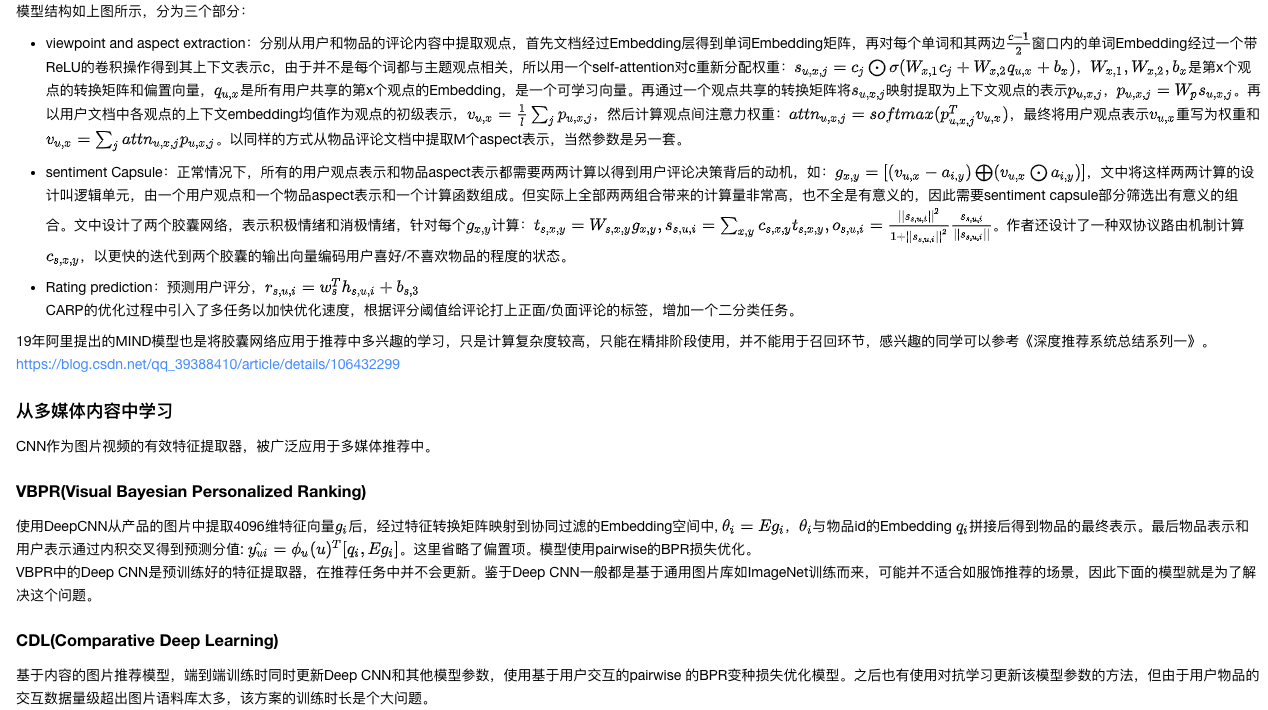 模型结构如上图所示，分为三个部分：
• viewpoint and aspect extraction：分别从用户和物品的评论内容中提取观点，首先文档经过Embedding层得到单词Embedding矩阵，再对每个单词和其两边$\frac{c-1}{2}$窗口内的单词Embedding经过一个带
ReLU的卷积操作得到其上下文表示c，由于并不是每个词都与主题观点相关，所以用一个self-attention对c重新分配权重：$s_{u,x,j} = c_j \bigodot \sigma(W_{x,1}c_j + W_{x,2}q_{u,x} + b_x)$，$W_{x,1}, W_{x,2}, b_x$是第x个观
点的转换矩阵和偏置向量，$q_{u,x}$是所有用户共享的第x个观点的Embedding，是一个可学习向量。再通过一个观点共享的转换矩阵将$s_{u,x,j}$映射提取为上下文观点的表示$p_{u,x,j}$，$p_{u,x,j} = W_p s_{u,x,j}$。再
以用户文档中各观点的上下文embedding均值作为观点的初级表示，$v_{u,x} = \frac{1}{l}\sum_j p_{u,x,j}$，然后计算观点间注意力权重：$attn_{u,x,j} = softmax(p_{u,x,j}^T v_{u,x})$，最终将用户观点表示$v_{u,x}$重写为权重和
$v_{u,x} = \sum_j attn_{u,x,j}p_{u,x,j}$。以同样的方式从物品评论文档中提取M个aspect表示，当然参数是另一套。
• sentiment Capsule：正常情况下，所有的用户观点表示和物品aspect表示都需要两两计算以得到用户评论决策背后的动机，如：$g_{x,y} = [(v_{u,x} - a_{i,y}) \bigoplus (v_{u,x} \bigodot a_{i,y})]$，文中将这样两两计算的设
计叫逻辑单元，由一个用户观点和一个物品aspect表示和一个计算函数组成。但实际上全部两两组合带来的计算量非常高，也不全是有意义的，因此需要sentiment capsule部分筛选出有意义的组
合。文中设计了两个胶囊网络，表示积极情绪和消极情绪，针对每个$g_{x,y}$计算：$t_{s,x,y} = W_{s,x,y}g_{x,y}, s_{s,u,i} = \sum_{x,y} c_{s,x,y}t_{s,x,y}, o_{s,u,i} = \frac{||s_{s,u,i}||^2}{1+||s_{s,u,i}||^2}\frac{s_{s,u,i}}{||s_{s,u,i}||}$。作者还设计了一种双协议路由机制计算
$c_{s,x,y}$，以更快的迭代到两个胶囊的输出向量编码用户喜好/不喜欢物品的程度的状态。
• Rating prediction：预测用户评分，$r_{s,u,i} = w_s^T h_{s,u,i} + b_{s,3}$
CARP的优化过程中引入了多任务以加快优化速度，根据评分阈值给评论打上正面/负面评论的标签，增加一个二分类任务。
19年阿里提出的MIND模型也是将胶囊网络应用于推荐中多兴趣的学习，只是计算复杂度较高，只能在精排阶段使用，并不能用于召回环节，感兴趣的同学可以参考《深度推荐系统总结系列一》。
https://blog.csdn.net/qq_39388410/article/details/106432299
从多媒体内容中学习
CNN作为图片视频的有效特征提取器，被广泛应用于多媒体推荐中。
VBPR(Visual Bayesian Personalized Ranking)
使用DeepCNN从产品的图片中提取4096维特征向量$g_i$后，经过特征转换矩阵映射到协同过滤的Embedding空间中, $\theta_i = Eg_i$，$\theta_i$与物品id的Embedding $q_i$拼接后得到物品的最终表示。最后物品表示和
用户表示通过内积交叉得到预测分值: $\hat{y_{ui}} = \phi_u(u)^T[q_i, Eg_i]$。这里省略了偏置项。模型使用pairwise的BPR损失优化。
VBPR中的Deep CNN是预训练好的特征提取器，在推荐任务中并不会更新。鉴于Deep CNN一般都是基于通用图片库如ImageNet训练而来，可能并不适合如服饰推荐的场景，因此下面的模型就是为了解
决这个问题。
CDL(Comparative Deep Learning)
基于内容的图片推荐模型，端到端训练时同时更新Deep CNN和其他模型参数，使用基于用户交互的pairwise 的BPR变种损失优化模型。之后也有使用对抗学习更新该模型参数的方法，但由于用户物品的
交互数据量级超出图片语料库太多，该方案的训练时长是个大问题。